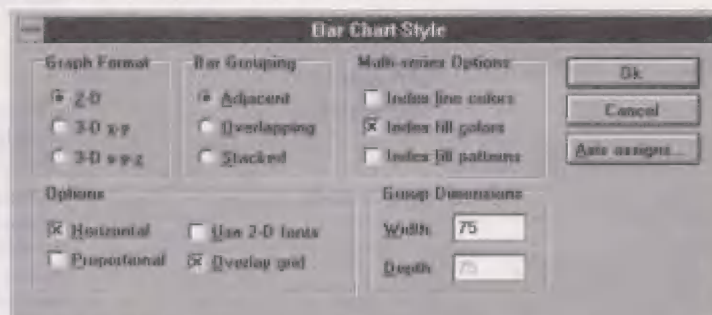 Bar Chart Style
Graph Format
2-D
3-D x-y
3-D x-y-z
Bar Grouping
Adjacent
Overlapping
Stacked
Multi-series Options
Index line colors
Index fill colors
Index fill patterns
Ok
Cancel
Axis assigns...
Options
Horizontal
Proportional
Use 2-D fonts
Overlap grid
Group Dimensions
Width 75
Depth 75